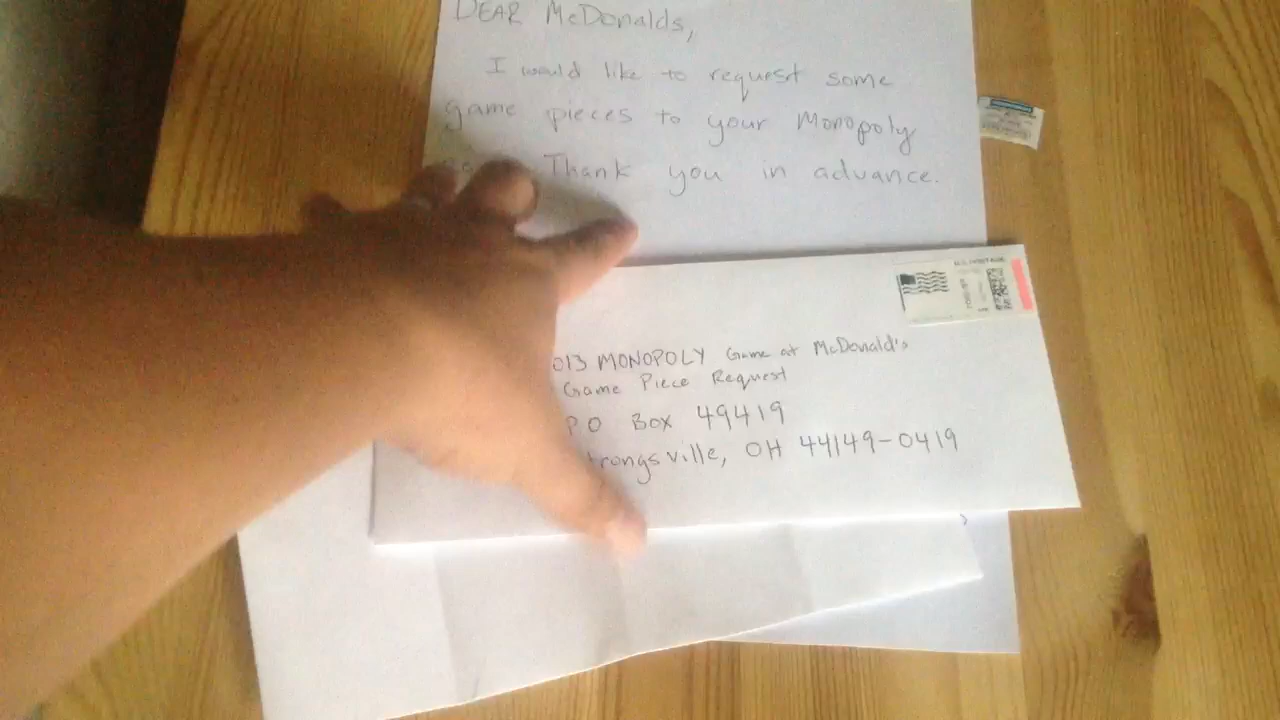 DEAR McDonalds,
I would like to request some
game pieces to your Monopoly
Thank you in advance.
013 MONOPOLY Game at McDonald's
Game Piece Request
PO Box 49419
trongsville, OH 44149-0419